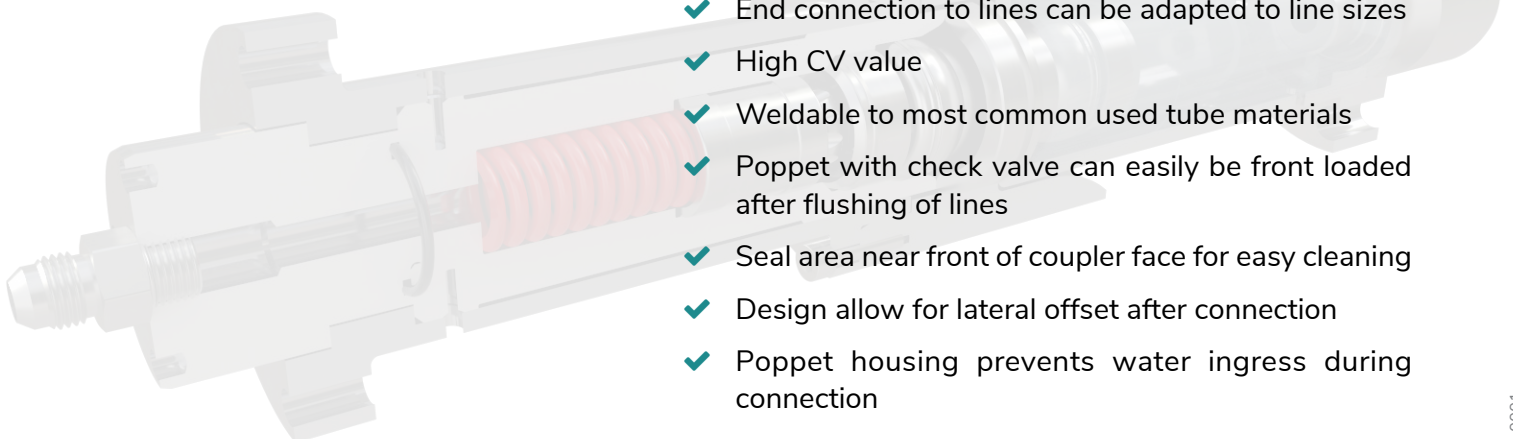 End connection to lines can be adapted to line sizes
High CV value
Weldable to most common used tube materials
Poppet with check valve can easily be front loaded
after flushing of lines
Seal area near front of coupler face for easy cleaning
Design allow for lateral offset after connection
Poppet housing prevents water ingress during
connection